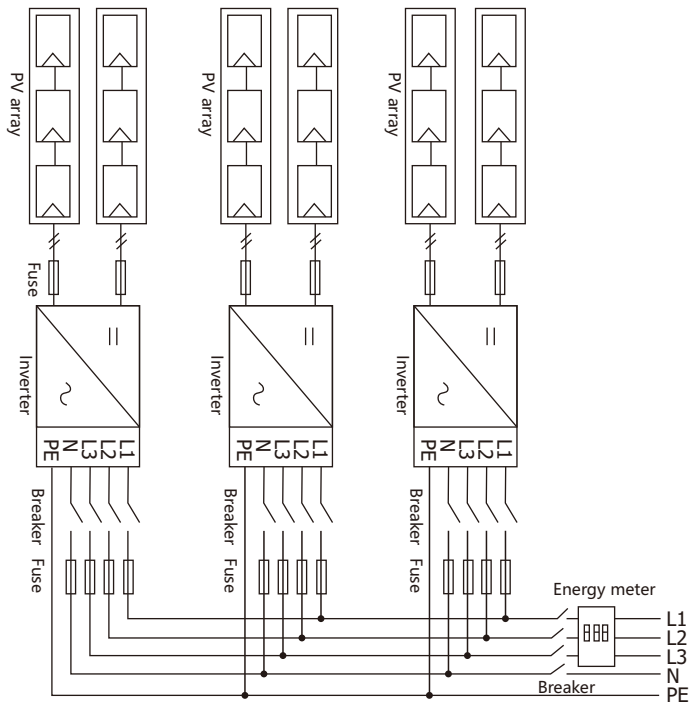 PV array
PV array
PV array
Fuse
Inverter
Inverter
Inverter
PE N L3 L2 L1
PE N L3 L2 L1
PE N L3 L2 L1
Breaker Fuse
Breaker Fuse
Breaker Fuse
Energy meter
L1
L2
L3
N
Breaker
PE